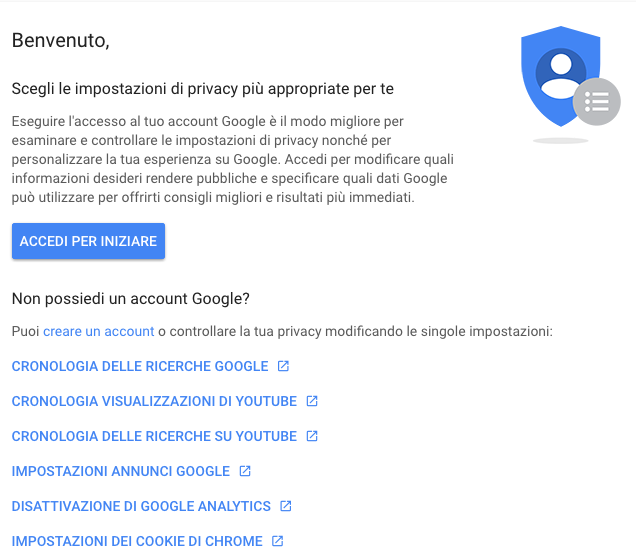 Benvenuto,
Scegli le impostazioni di privacy più appropriate per te
Eseguire l'accesso al tuo account Google è il modo migliore per
esaminare e controllare le impostazioni di privacy nonché per
personalizzare la tua esperienza su Google. Accedi per modificare quali
informazioni desideri rendere pubbliche e specificare quali dati Google
può utilizzare per offrirti consigli migliori e risultati più immediati.
ACCEDI PER INIZIARE
Non possiedi un account Google?
Puoi creare un account o controllare la tua privacy modificando le singole impostazioni:
CRONOLOGIA DELLE RICERCHE GOOGLE
CRONOLOGIA VISUALIZZAZIONI DI YOUTUBE
CRONOLOGIA DELLE RICERCHE SU YOUTUBE
IMPOSTAZIONI ANNUNCI GOOGLE
DISATTIVAZIONE DI GOOGLE ANALYTICS
IMPOSTAZIONI DEI COOKIE DI CHROME